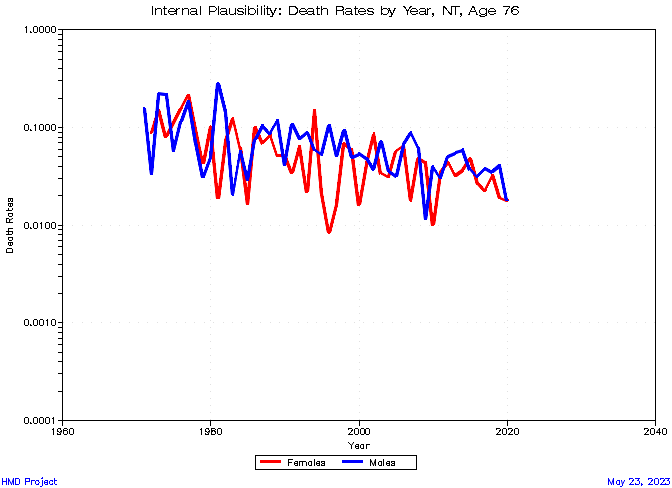 Internal Plausibility: Death Rates by Year, NT, Age 76
1.0000
0.1000
0.0100
0.0010
0.0001
Death Rates
1960 1980 2000 2020 2040
Year
Females Males
HMD Project May 23, 2023